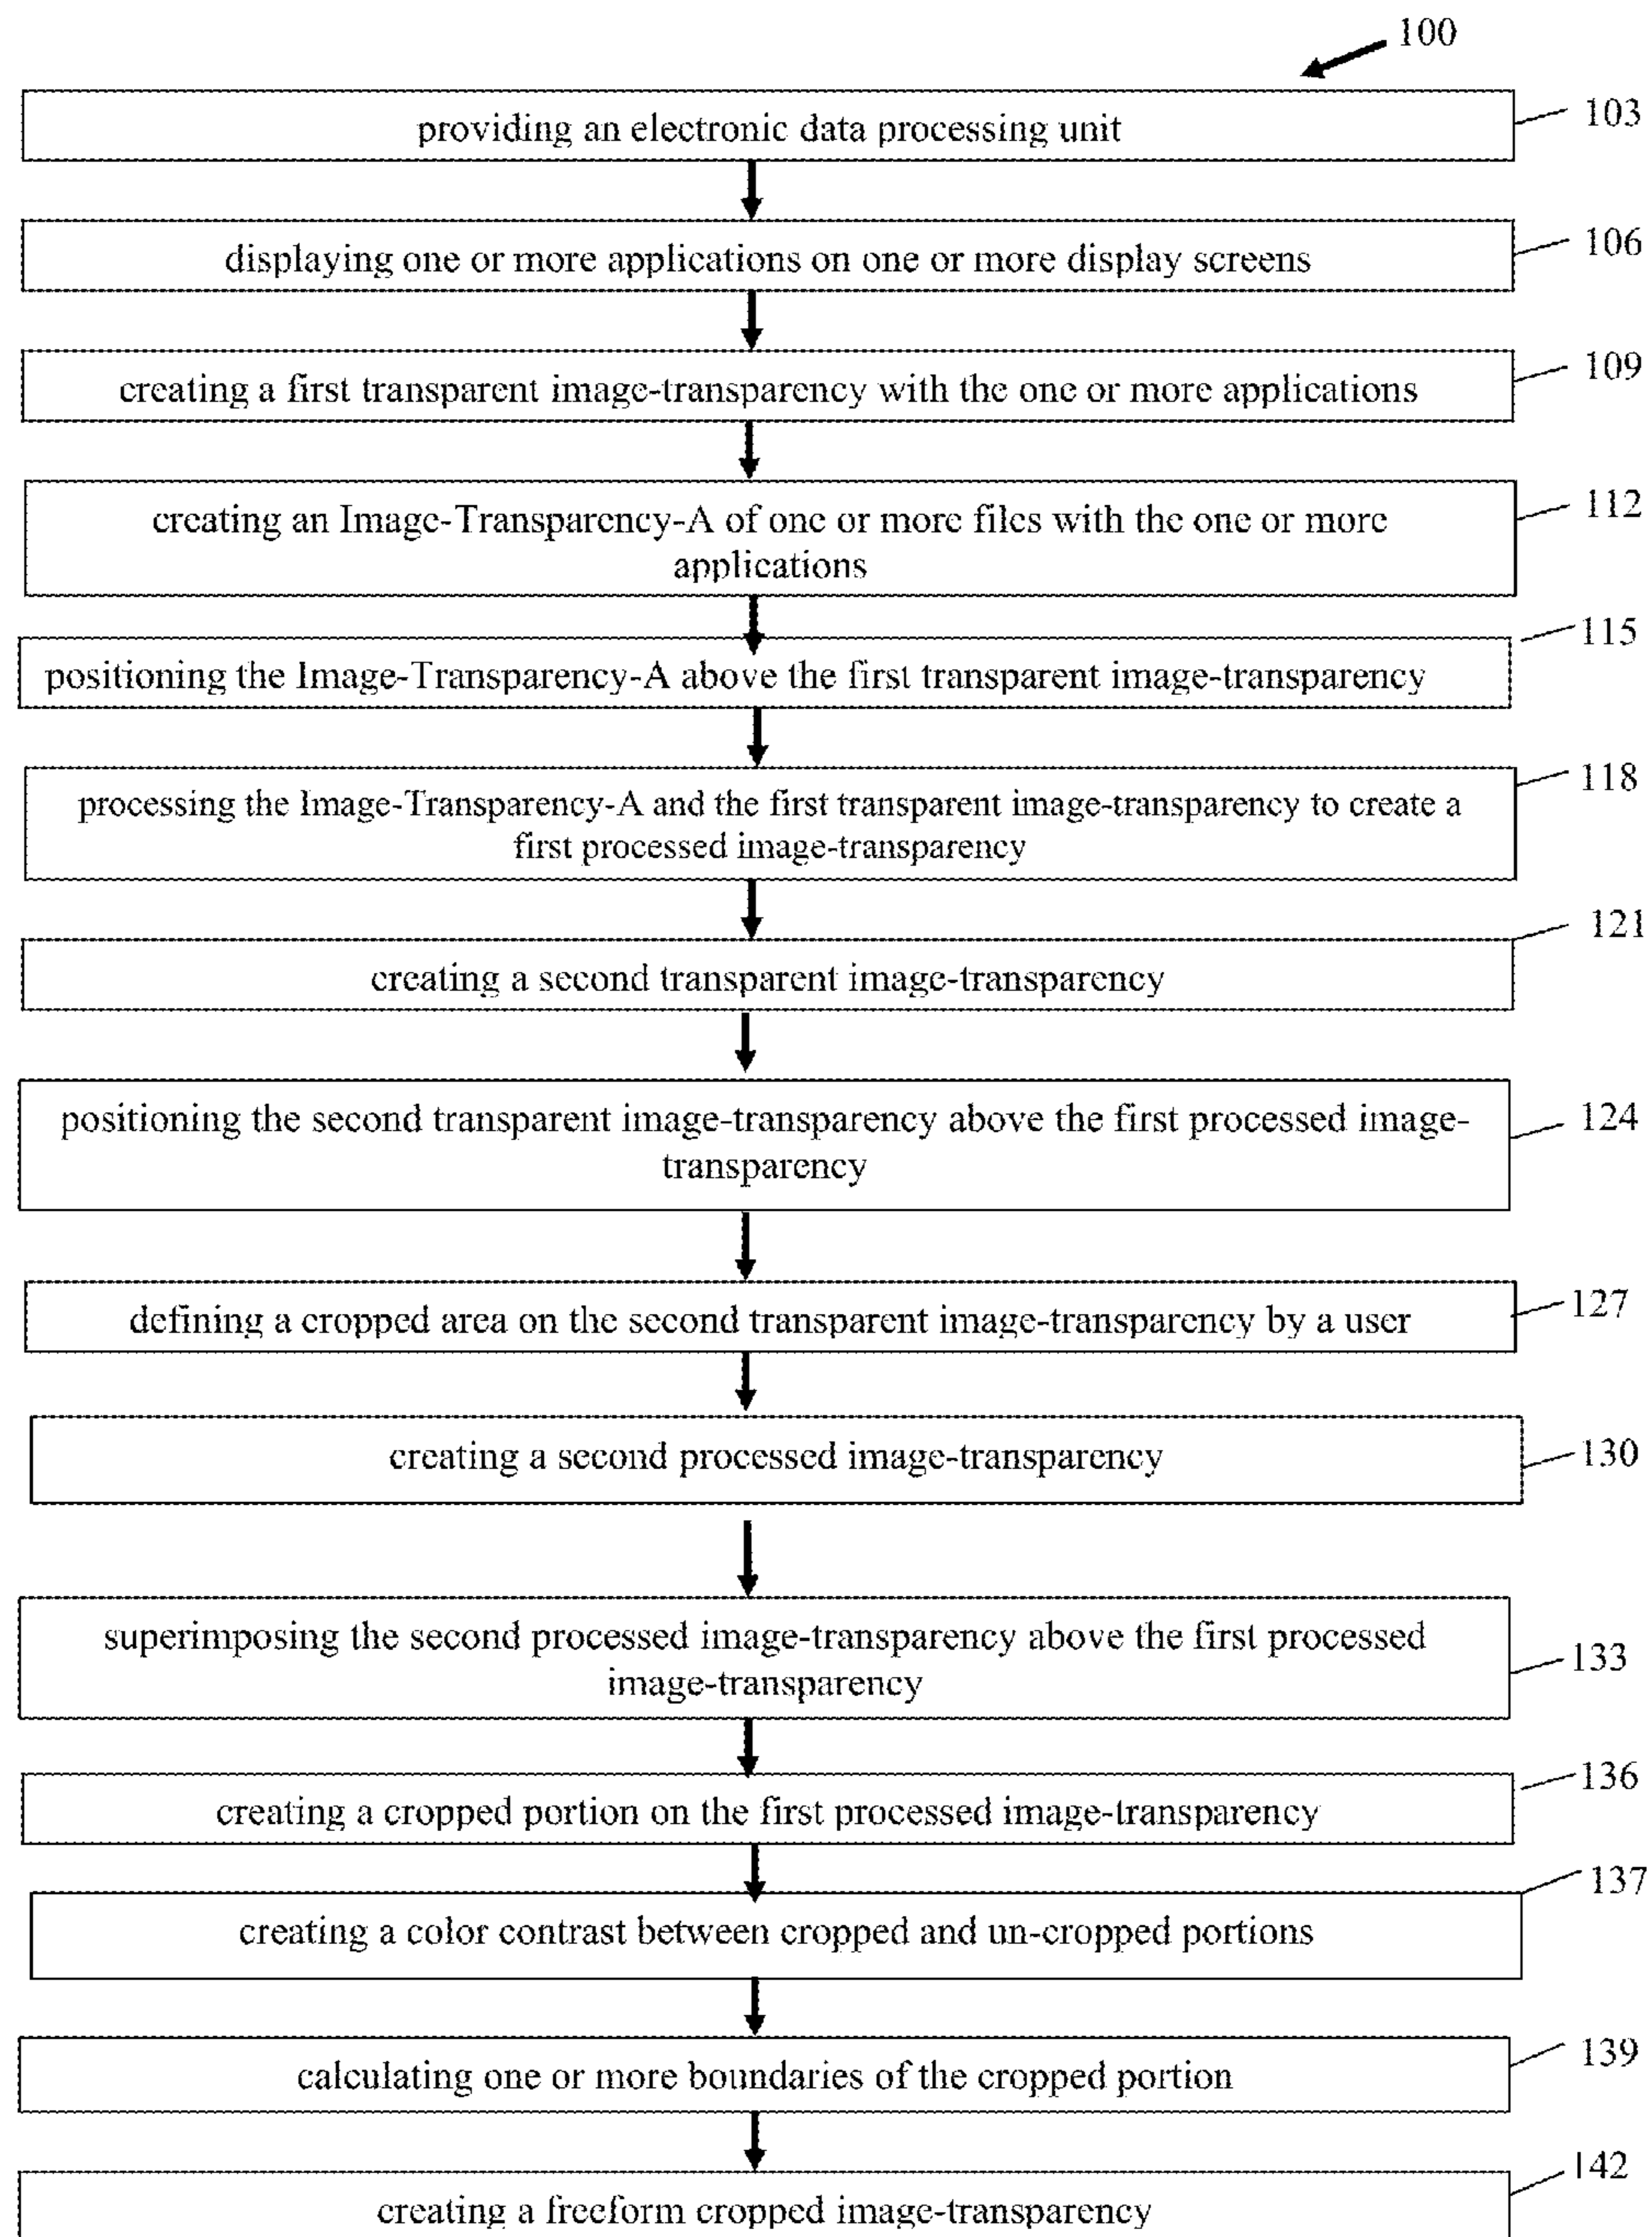 100
providing an electronic data processing unit
103
displaying one or more applications on one or more display screens
106
creating a first transparent image-transparency with the one or more applications
109
creating an Image-Transparency-A of one or more files with the one or more
applications
112
positioning the Image-Transparency-A above the first transparent image-transparency
115
processing the Image-Transparency-A and the first transparent image-transparency to create a
first processed image-transparency
118
creating a second transparent image-transparency
121
positioning the second transparent image-transparency above the first processed image-
transparency
124
defining a cropped area on the second transparent image-transparency by a user
127
creating a second processed image-transparency
130
superimposing the second processed image-transparency above the first processed
image-transparency
133
creating a cropped portion on the first processed image-transparency
136
creating a color contrast between cropped and un-cropped portions
137
calculating one or more boundaries of the cropped portion
139
creating a freeform cropped image-transparency
142